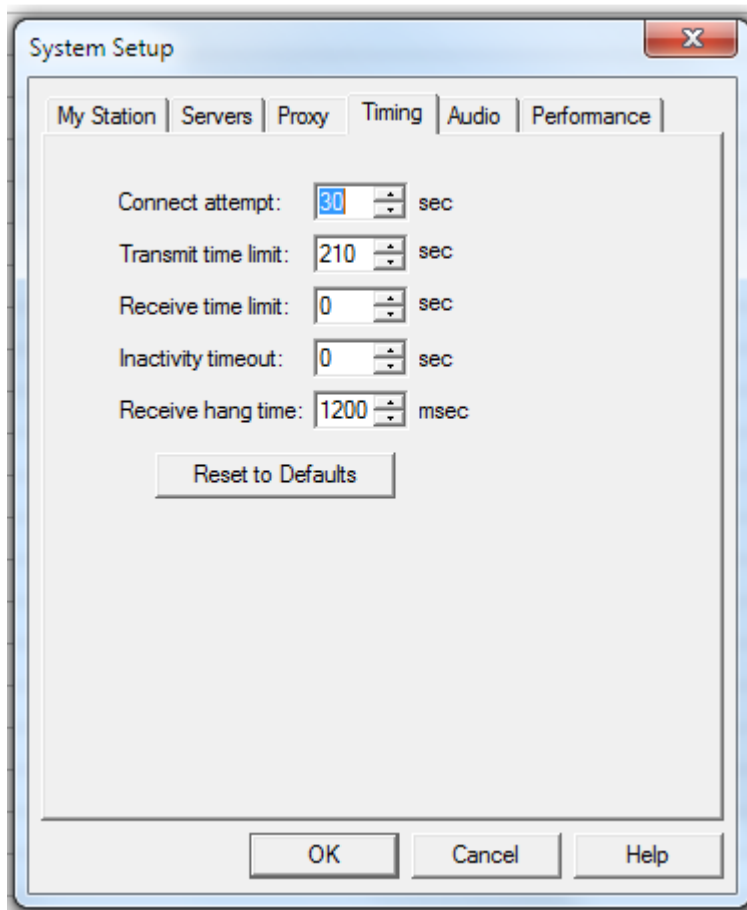 System Setup
My Station Servers Proxy Timing Audio Performance
Connect attempt: 30 sec
Transmit time limit: 210 sec
Receive time limit: 0 sec
Inactivity timeout: 0 sec
Receive hang time: 1200 msec
Reset to Defaults
OK Cancel Help